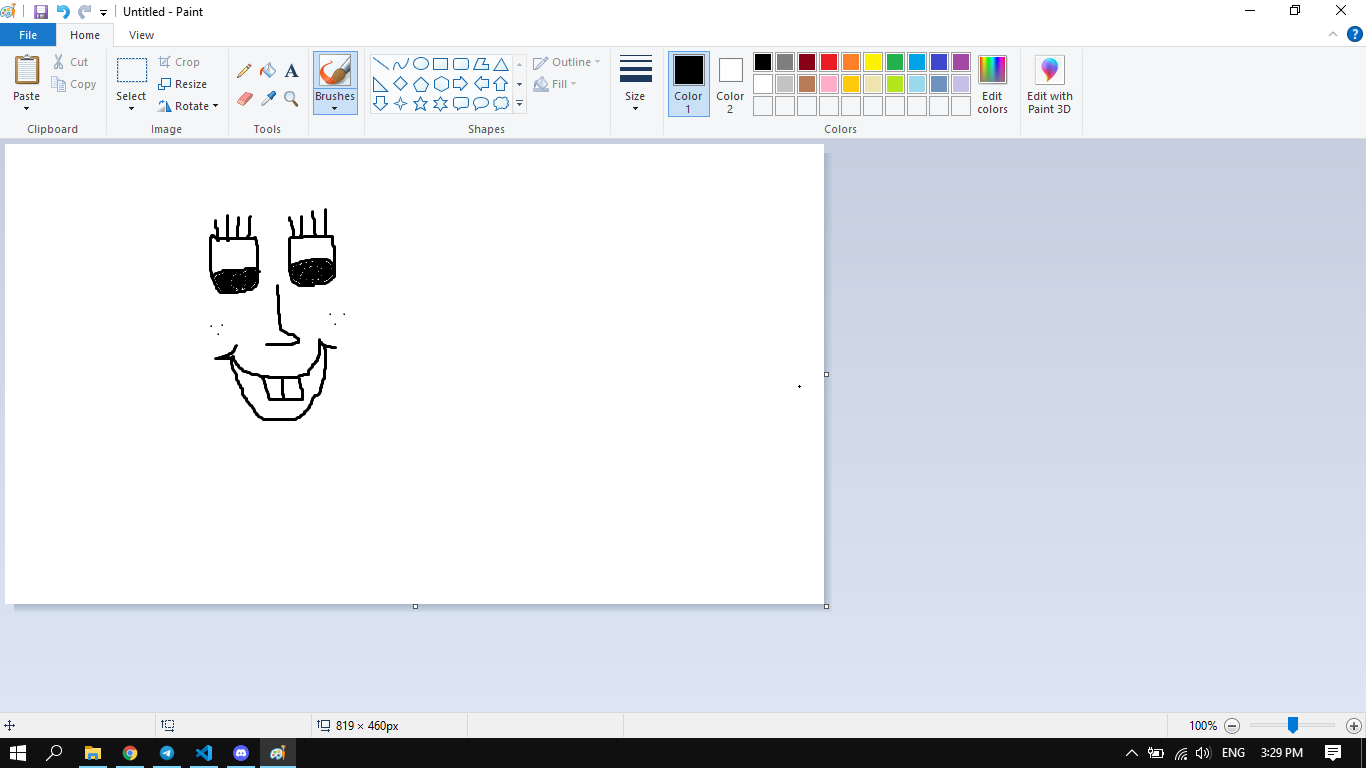 Untitled - Paint
File Home View
Paste Cut Copy Clipboard
Select Crop Resize Rotate Image
A Tools
Brushes
Shapes Outline Fill
Size
Color 1 Color 2 Edit colors Colors
Edit with Paint 3D
819 × 460px 100%
ENG 3:29 PM